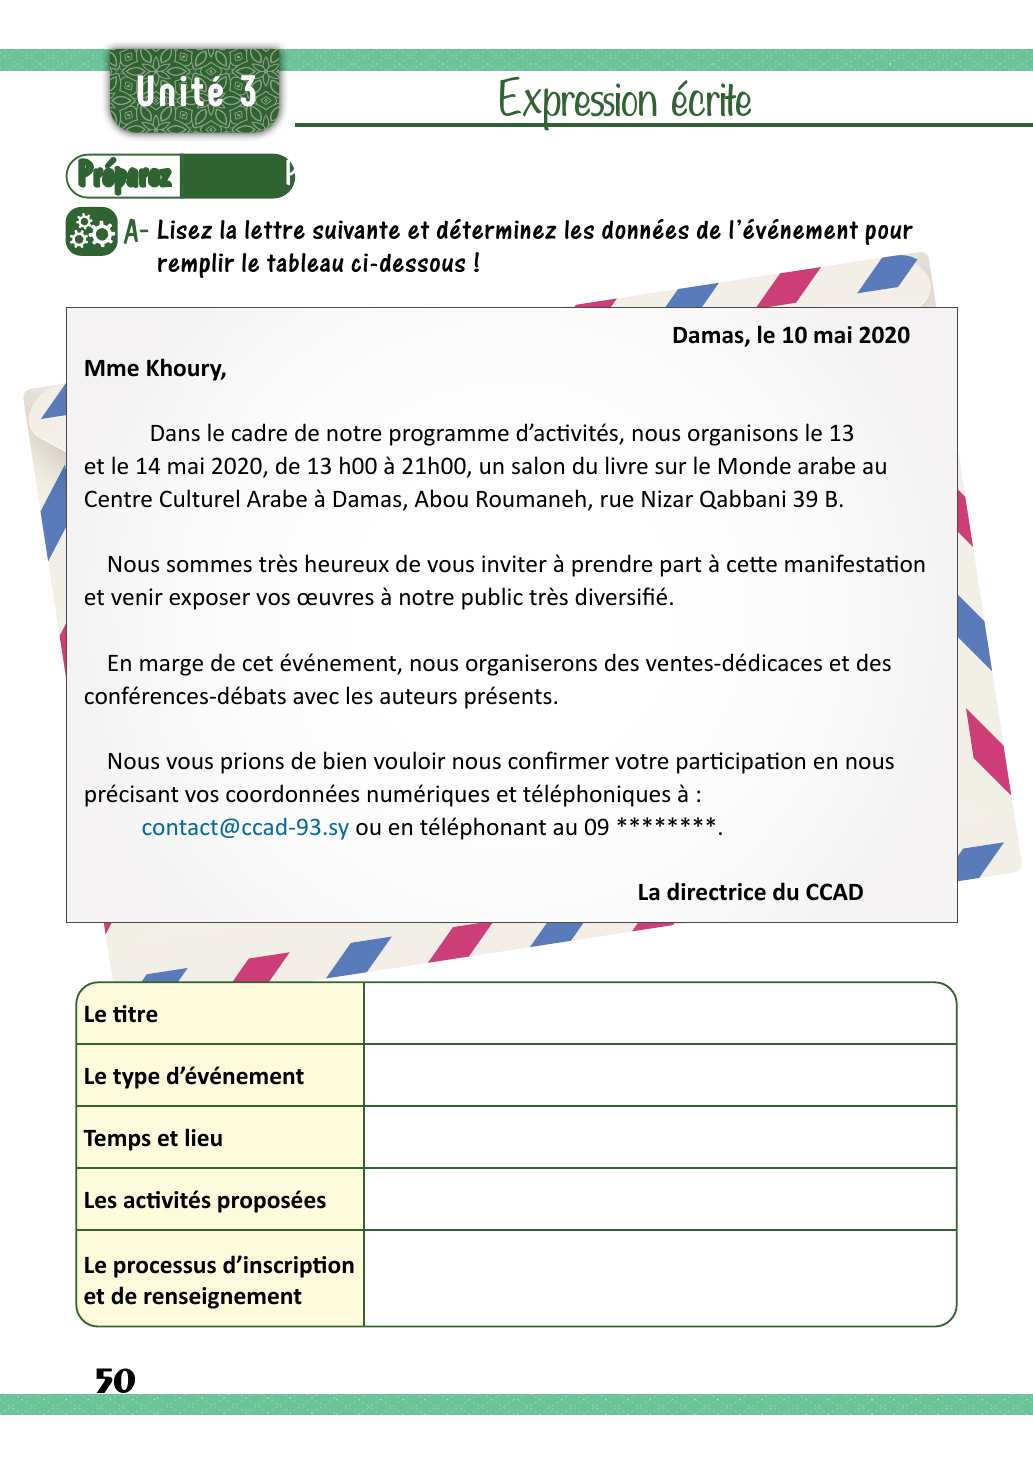 Unité 3
Expression écrite
Préparez
A- Lisez la lettre suivante et déterminez les données de l’événement pour
remplir le tableau ci-dessous !
Damas, le 10 mai 2020
Mme Khoury,
Dans le cadre de notre programme d’activités, nous organisons le 13
et le 14 mai 2020, de 13 h00 à 21h00, un salon du livre sur le Monde arabe au
Centre Culturel Arabe à Damas, Abou Roumaneh, rue Nizar Qabbani 39 B.
Nous sommes très heureux de vous inviter à prendre part à cette manifestation
et venir exposer vos œuvres à notre public très diversifié.
En marge de cet événement, nous organiserons des ventes-dédicaces et des
conférences-débats avec les auteurs présents.
Nous vous prions de bien vouloir nous confirmer votre participation en nous
précisant vos coordonnées numériques et téléphoniques à :
contact@ccad-93.sy ou en téléphonant au 09 ********.
La directrice du CCAD
Le titre
Le type d’événement
Temps et lieu
Les activités proposées
Le processus d’inscription
et de renseignement
50